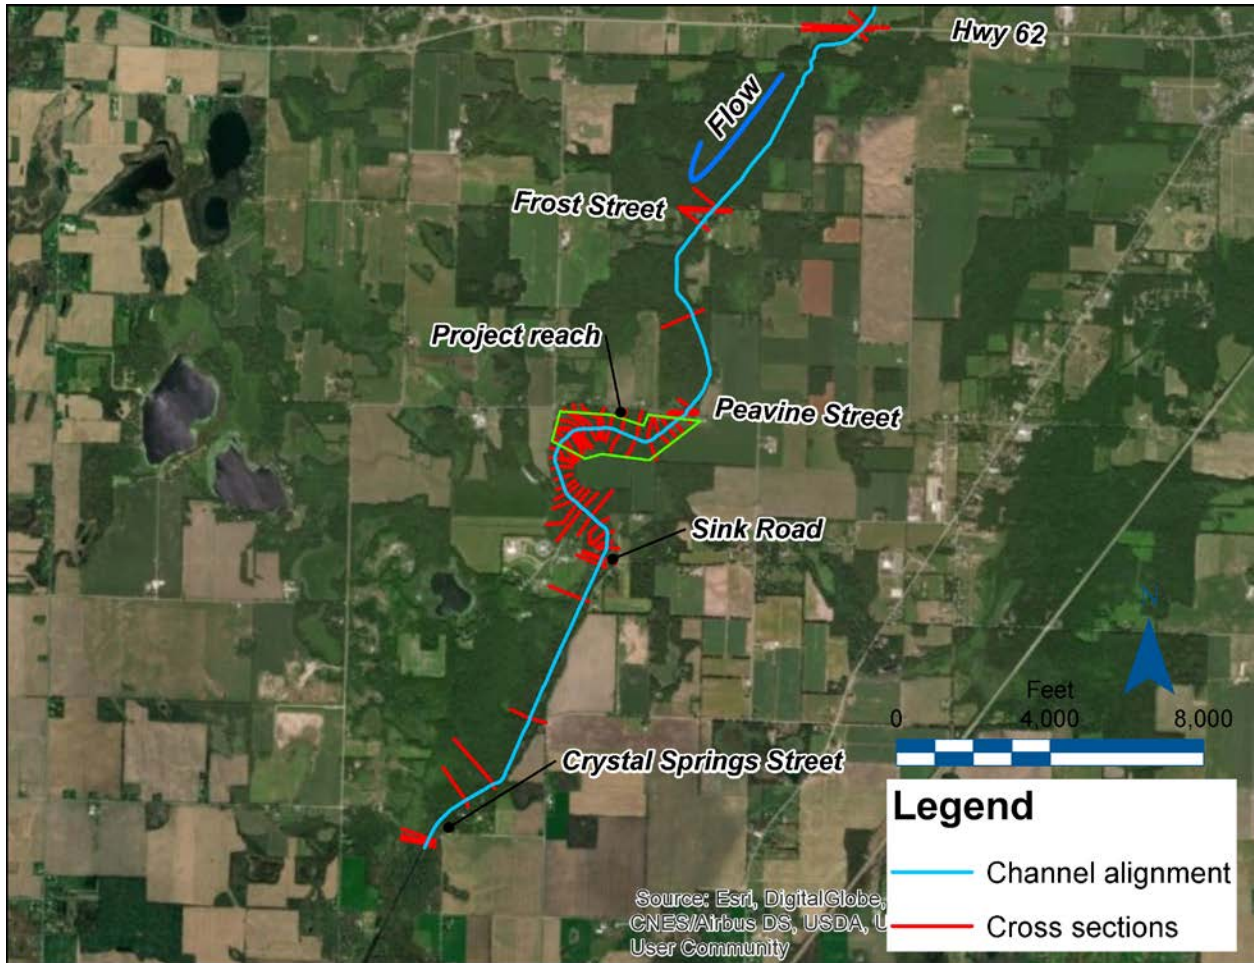 Hwy 62
Flow
Frost Street
Project reach
Peavine Street
Sink Road
N
Feet
0 4,000 8,000
Crystal Springs Street
Legend
Channel alignment
Cross sections
Source: Esri, DigitalGlobe,
CNES/Airbus DS, USDA, U
User Community